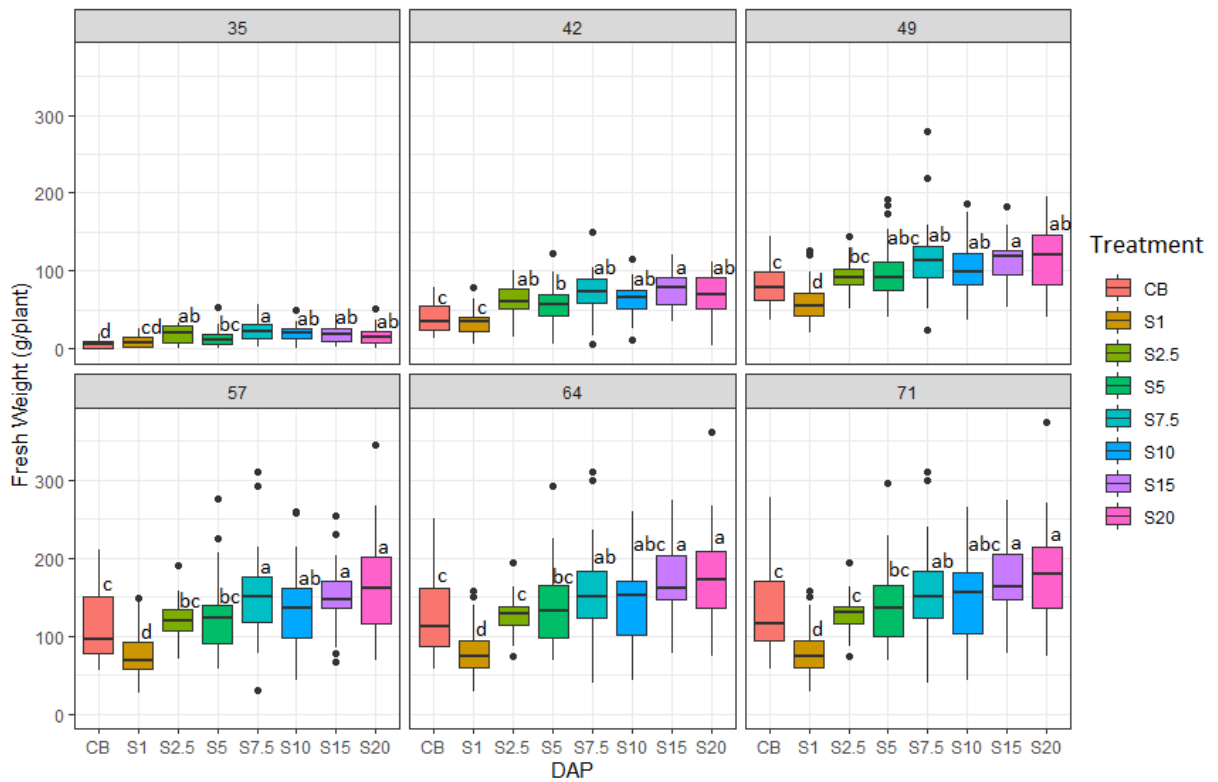 35 42 49
300
200
100
0
d cd ab bc a ab ab ab
c c ab b ab ab a ab
c d bc abc ab ab a ab
57 64 71
300
200
100
0
c d bc bc a ab a a
c d c bc ab abc a a
c d bc bc ab abc a a
CB S1 S2.5 S5 S7.5 S10 S15 S20 CB S1 S2.5 S5 S7.5 S10 S15 S20 CB S1 S2.5 S5 S7.5 S10 S15 S20
DAP
Fresh Weight (g/plant)
Treatment
CB
S1
S2.5
S5
S7.5
S10
S15
S20